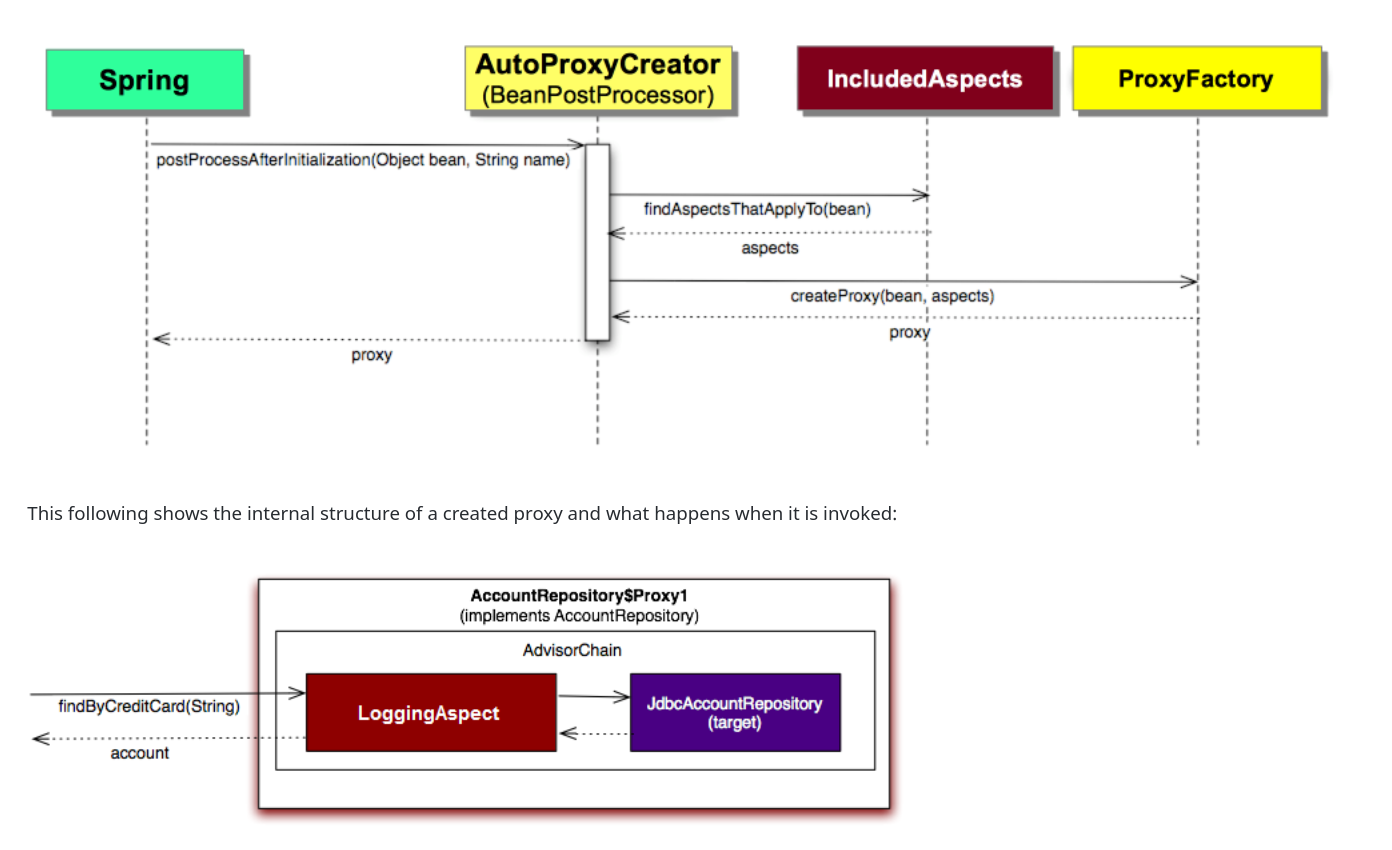 Spring
AutoProxyCreator
(BeanPostProcessor)
IncludedAspects
ProxyFactory
postProcessAfterInitialization(Object bean, String name)
findAspectsThatApplyTo(bean)
aspects
createProxy(bean, aspects)
proxy
proxy
This following shows the internal structure of a created proxy and what happens when it is invoked:
AccountRepository$Proxy1
(implements AccountRepository)
AdvisorChain
findByCreditCard(String)
LoggingAspect
JdbcAccountRepository
(target)
account